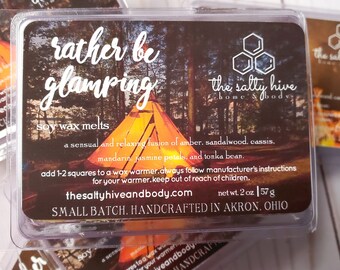 rather be
glamping
the salty hive
home & body
soy wax melts
a sensual and relaxing fusion of amber, sandalwood, cassis,
mandarin, jasmine petals, and tonka bean.
add 1-2 squares to a wax warmer. always follow manufacturer's instructions
for your warmer. keep out of reach of children.
thesaltyhiveandbody.com
net wt. 2 oz | 57 g
SMALL BATCH. HANDCRAFTED IN AKRON, OHIO